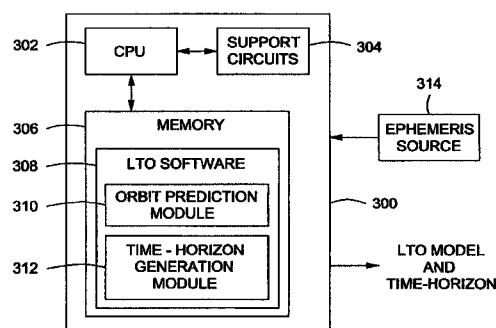 302
CPU
SUPPORT
CIRCUITS
304
314
306
MEMORY
EPHEMERIS
SOURCE
308
LTO SOFTWARE
310
ORBIT PREDICTION
MODULE
300
312
TIME - HORIZON
GENERATION
MODULE
LTO MODEL
AND
TIME-HORIZON